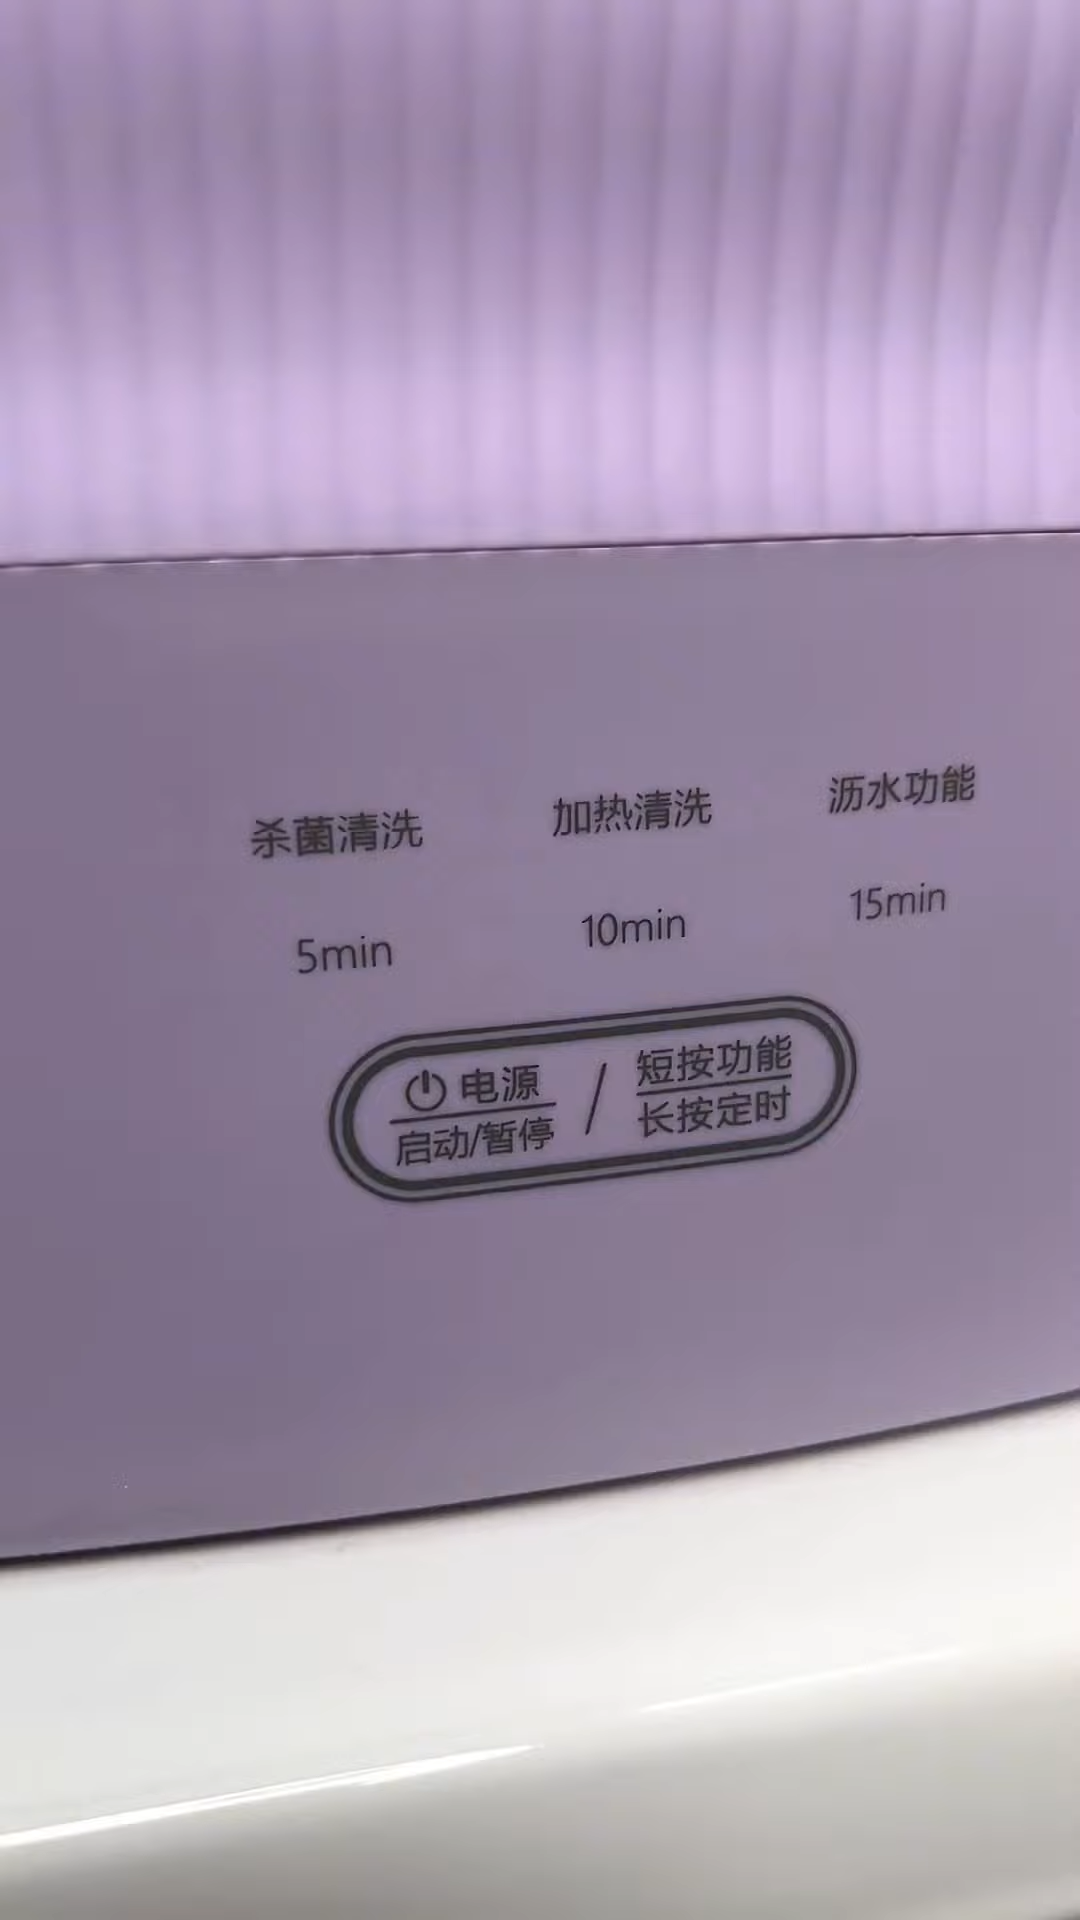 杀菌清洗 加热清洗 沥水功能
5min 10min 15min
电源 / 短按功能
启动/暂停 长按定时